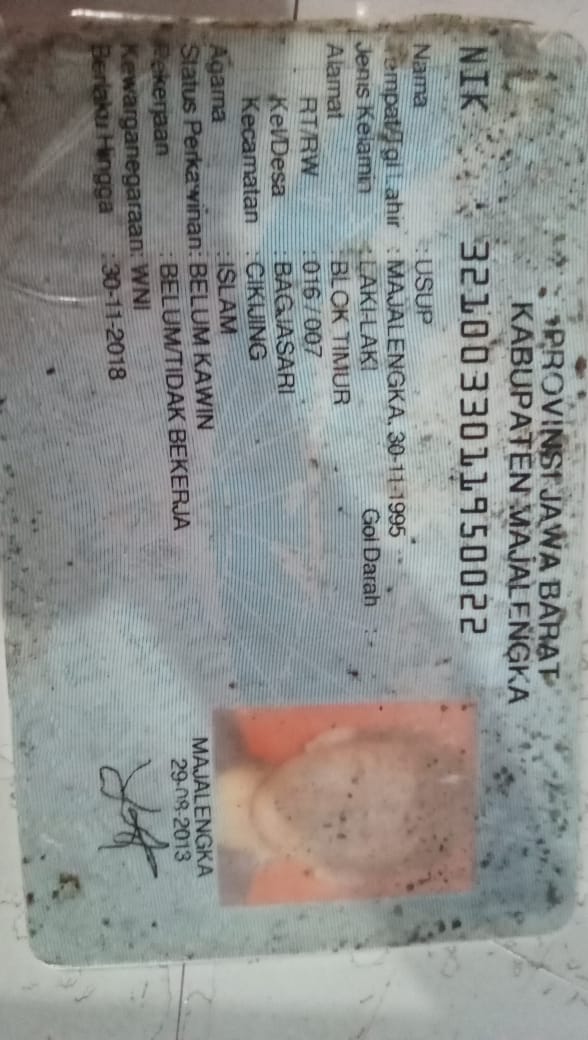 PROVINSI JAWA BARAT
KABUPATEN MAJALENGKA
NIK 3210033011950022
Nama : USUP
Tempat/Tgl Lahir : MAJALENGKA, 30-11-1995
Jenis Kelamin : LAKI-LAKI Gol Darah : -
Alamat BLOK TIMUR
RT/RW : 016 / 007
Kel/Desa : BAGJASARI
Kecamatan : CIKIJING
Agama : ISLAM
Status Perkawinan: BELUM KAWIN
Pekerjaan : BELUM/TIDAK BEKERJA
Kewarganegaraan: WNI
Berlaku Hingga : 30-11-2018
MAJALENGKA
29-08-2013